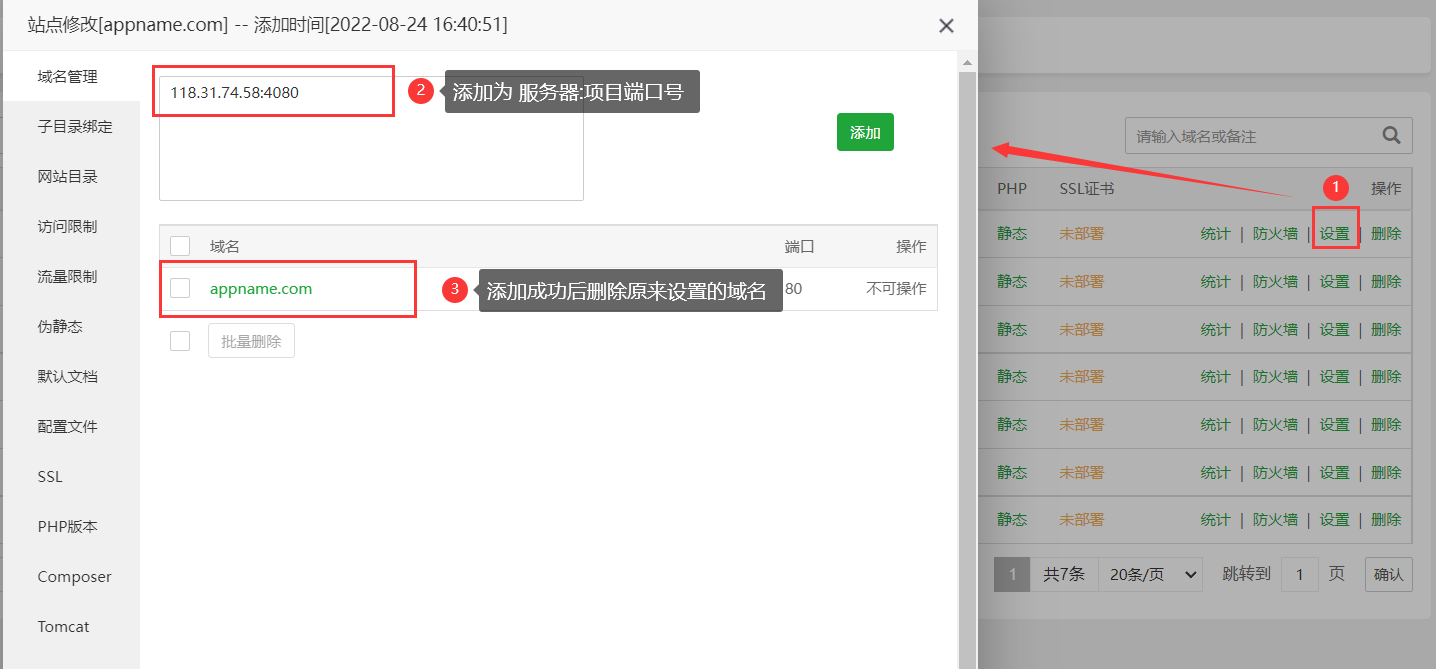 站点修改[appname.com] -- 添加时间[2022-08-24 16:40:51]
域名管理
子目录绑定
网站目录
访问限制
流量限制
伪静态
默认文档
配置文件
SSL
PHP版本
Composer
Tomcat
118.31.74.58:4080
2
添加为 服务器:项目端口号
添加
域名 端口 操作
appname.com
3
添加成功后删除原来设置的域名
80 不可操作
批量删除
请输入域名或备注
PHP SSL证书 1 操作
静态 未部署 统计 | 防火墙 | 设置 | 删除
静态 未部署 统计 | 防火墙 | 设置 | 删除
静态 未部署 统计 | 防火墙 | 设置 | 删除
静态 未部署 统计 | 防火墙 | 设置 | 删除
静态 未部署 统计 | 防火墙 | 设置 | 删除
静态 未部署 统计 | 防火墙 | 设置 | 删除
静态 未部署 统计 | 防火墙 | 设置 | 删除
1 共7条 20条/页 跳转到 1 页 确认